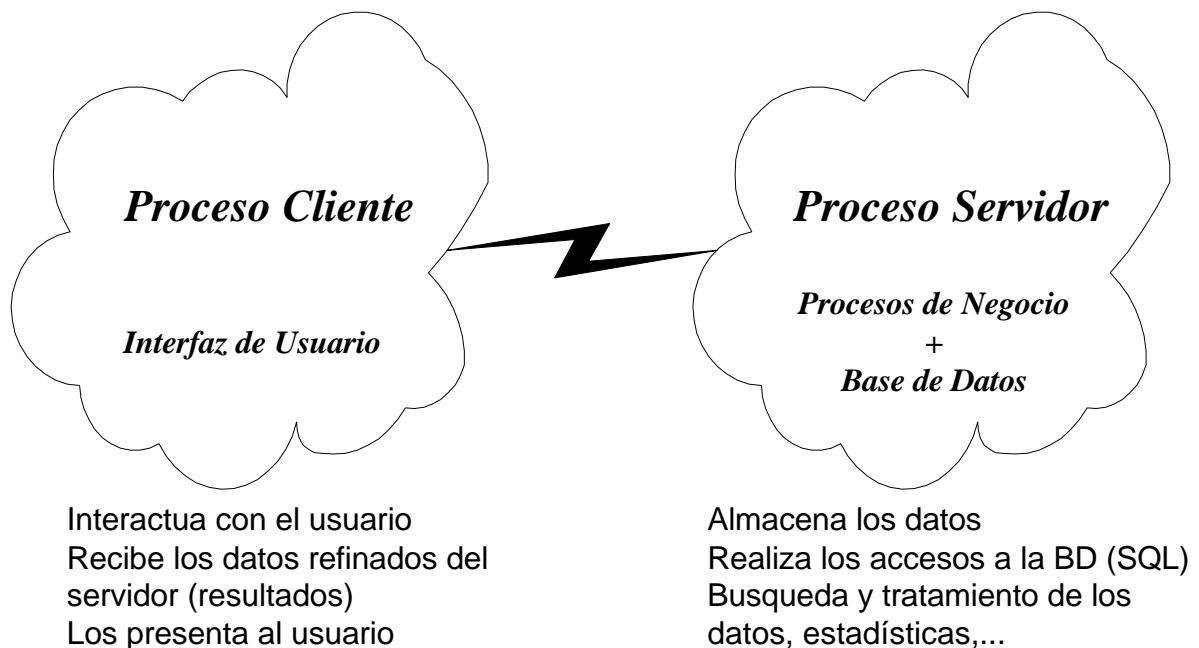 Proceso Cliente
Interfaz de Usuario
Proceso Servidor
Procesos de Negocio
+
Base de Datos
Interactua con el usuario
Recibe los datos refinados del
servidor (resultados)
Los presenta al usuario
Almacena los datos
Realiza los accesos a la BD (SQL)
Busqueda y tratamiento de los
datos, estadísticas,...